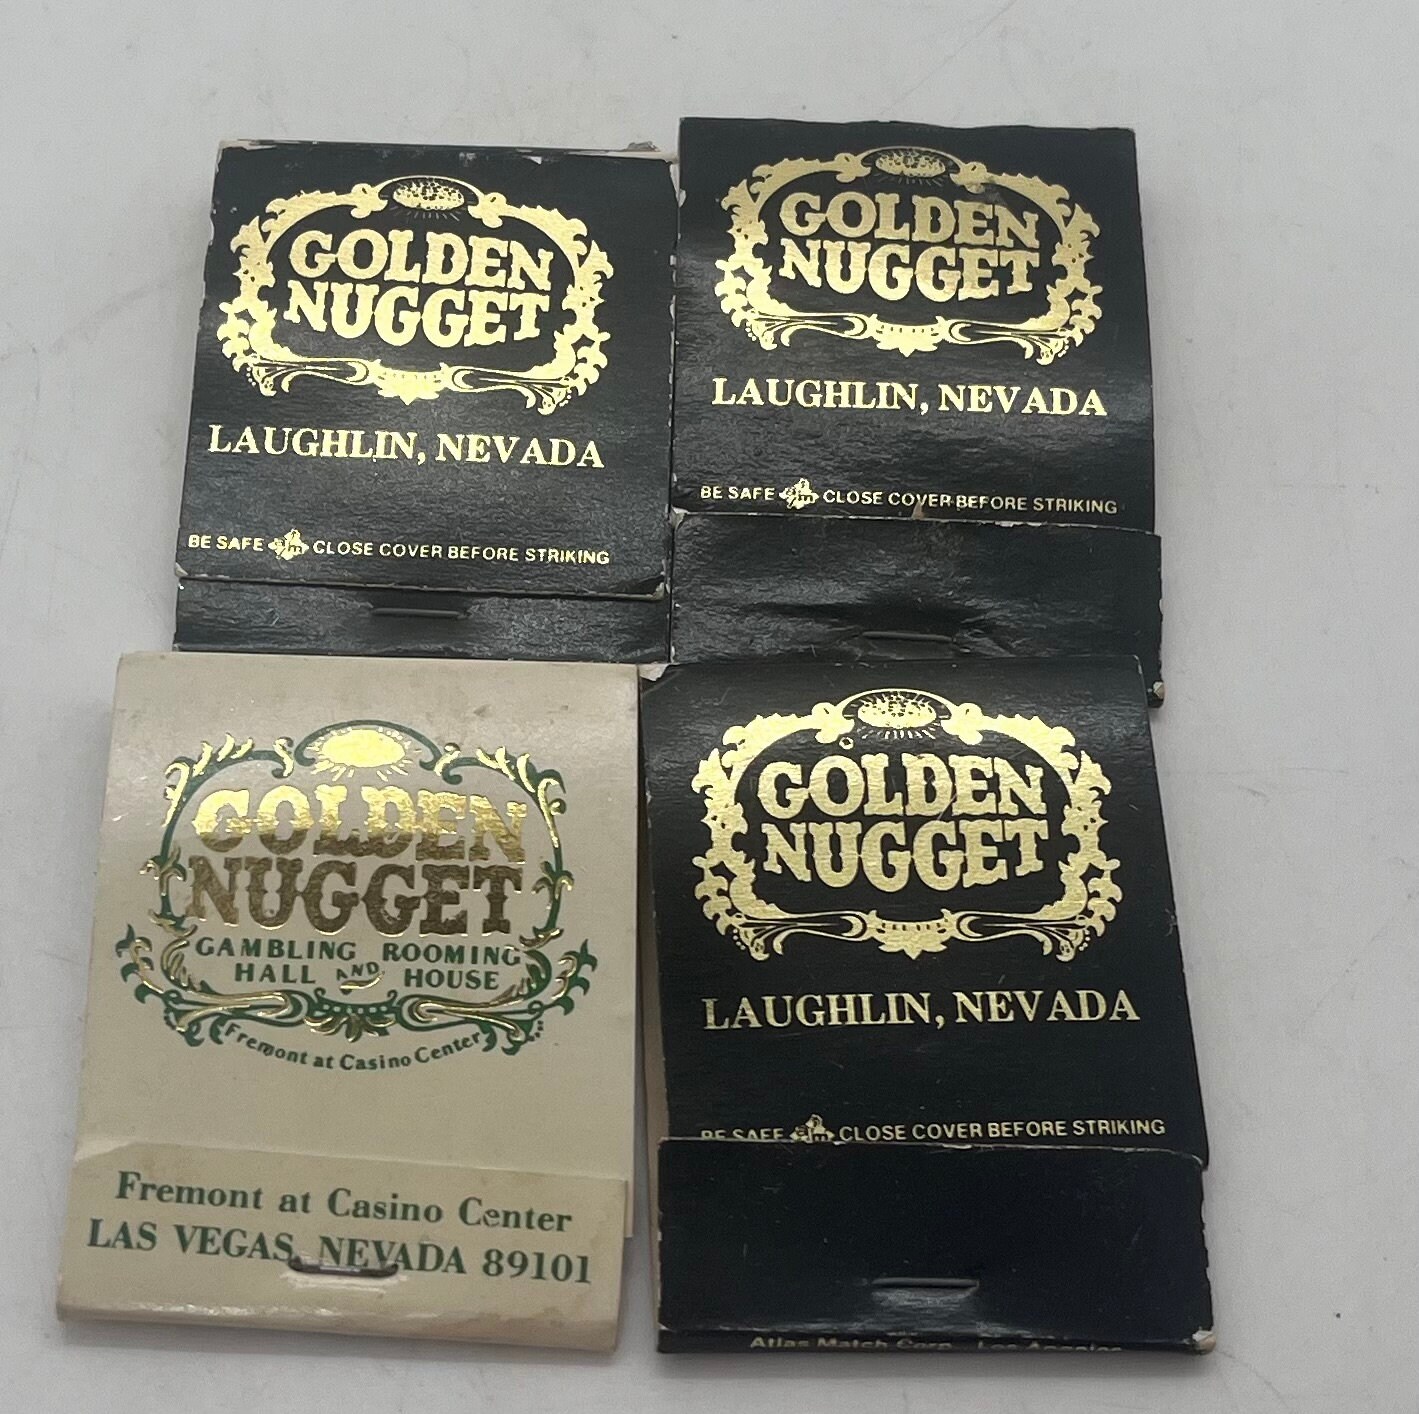 GOLDEN
NUGGET
LAUGHLIN, NEVADA
BE SAFE CLOSE COVER BEFORE STRIKING
GOLDEN
NUGGET
LAUGHLIN, NEVADA
BE SAFE CLOSE COVER BEFORE STRIKING
GOLDEN
NUGGET
GAMBLING ROOMING
HALL AND HOUSE
Fremont at Casino Center
Fremont at Casino Center
LAS VEGAS, NEVADA 89101
GOLDEN
NUGGET
LAUGHLIN, NEVADA
BE SAFE CLOSE COVER BEFORE STRIKING
Atlas Match Corp Los Angeles